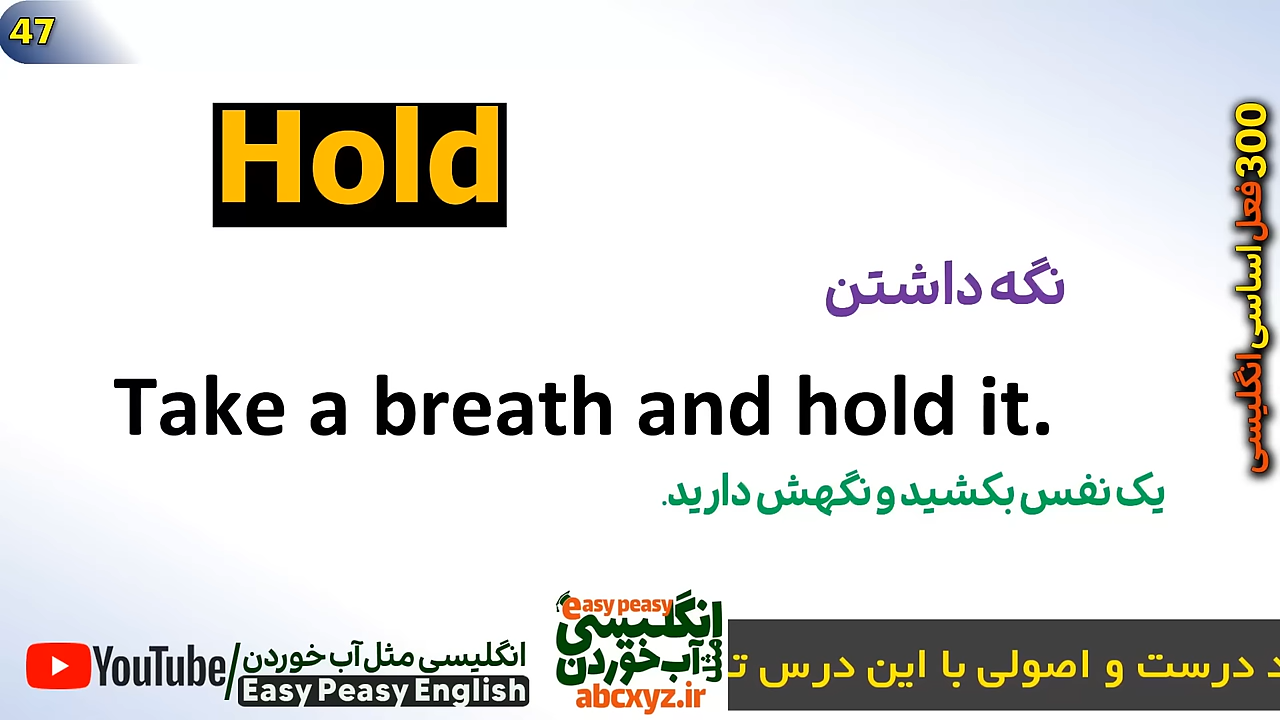 47
Hold
300 فعل اساسی انگلیسی
نگه داشتن
Take a breath and hold it.
یک نفس بکشید و نگهش دارید.
YouTube/انگلیسی مثل آب خوردن
Easy Peasy English
easy peasy
انگلیسی
مثل
آب خوردن
abcxyz.ir
درست و اصولی با این درس